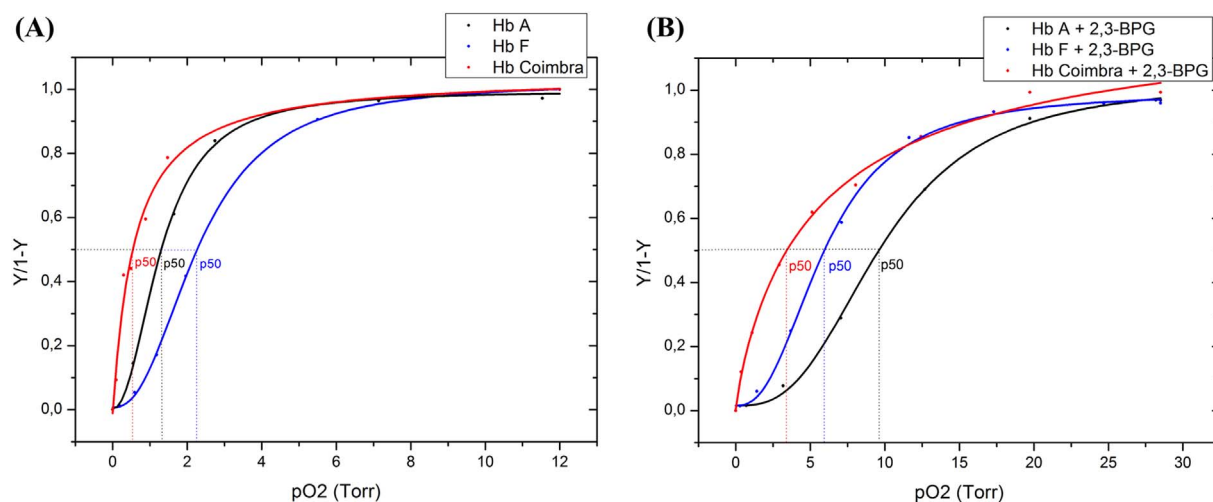 (A)
Hb A
Hb F
Hb Coimbra
Y/1-Y
1,0
0,8
0,6
0,4
0,2
0,0
p50
p50
p50
0
2
4
6
8
10
12
pO2 (Torr)
(B)
Hb A + 2,3-BPG
Hb F + 2,3-BPG
Hb Coimbra + 2,3-BPG
Y/1-Y
1,0
0,8
0,6
0,4
0,2
0,0
p50
p50
p50
0
5
10
15
20
25
30
pO2 (Torr)